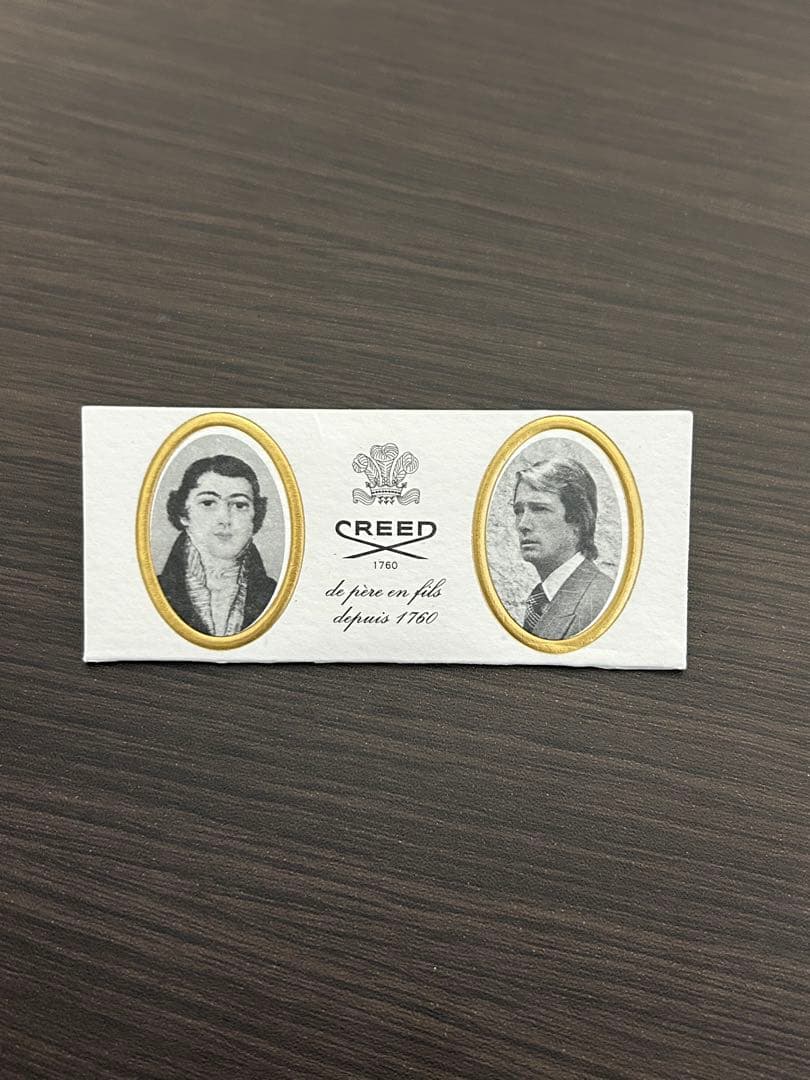 CREED
1760
de père en fils
depuis 1760